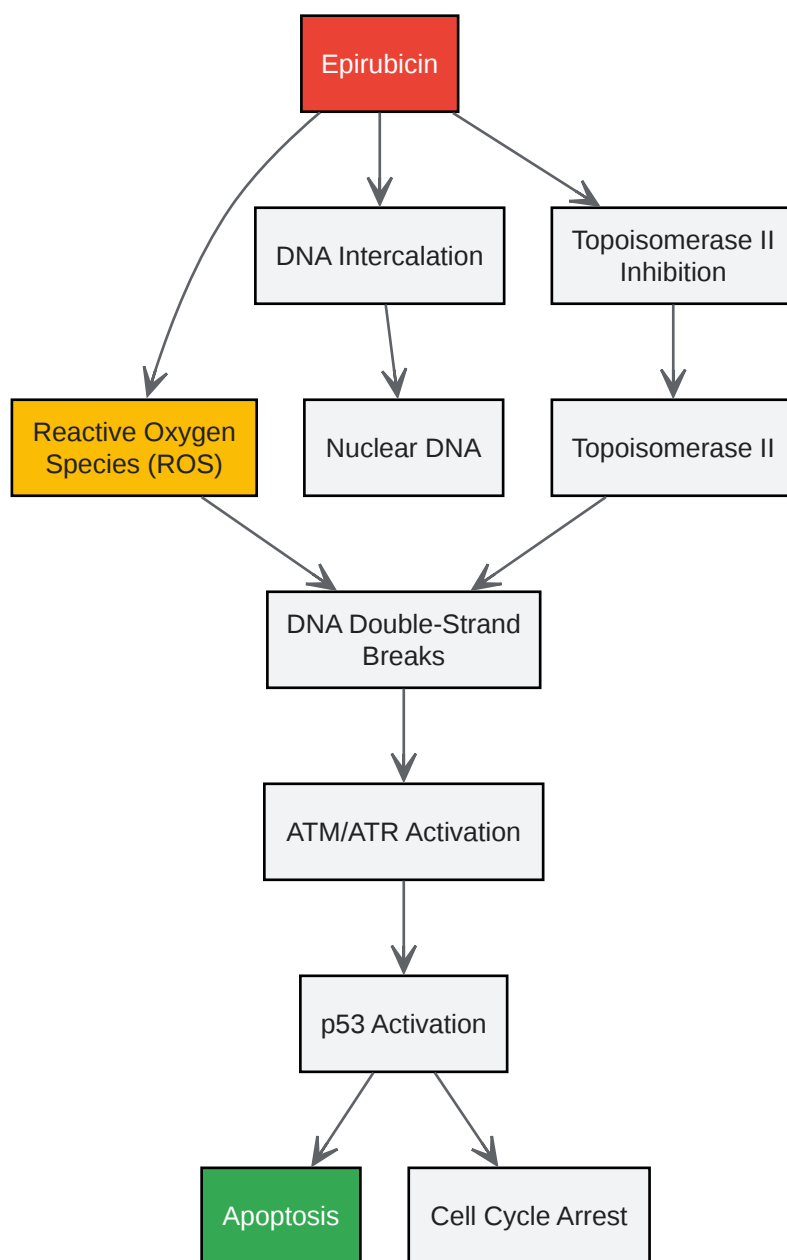 Epirubicin
DNA Intercalation
Topoisomerase II
Inhibition
Reactive Oxygen
Species (ROS)
Nuclear DNA
Topoisomerase II
DNA Double-Strand
Breaks
ATM/ATR Activation
p53 Activation
Apoptosis
Cell Cycle Arrest